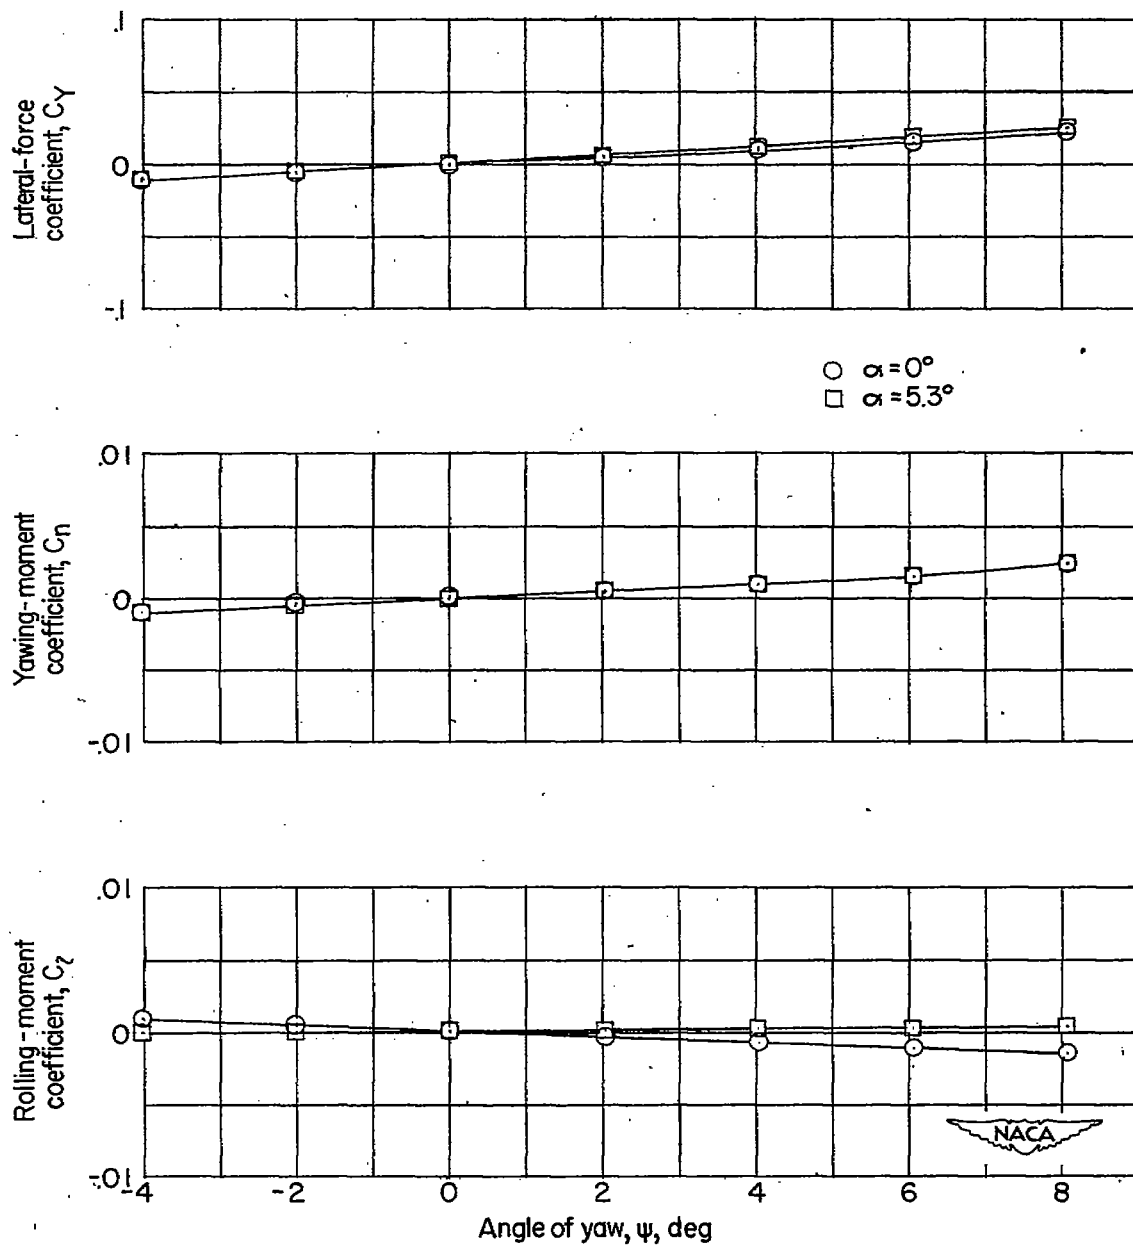 .1
0
-.1
Lateral-force
coefficient, CY
○ α = 0°
□ α = 5.3°
.01
0
-.01
Yawing-moment
coefficient, Cn
.01
0
-.01
Rolling-moment
coefficient, Cl
NACA
-4 -2 0 2 4 6 8
Angle of yaw, ψ, deg